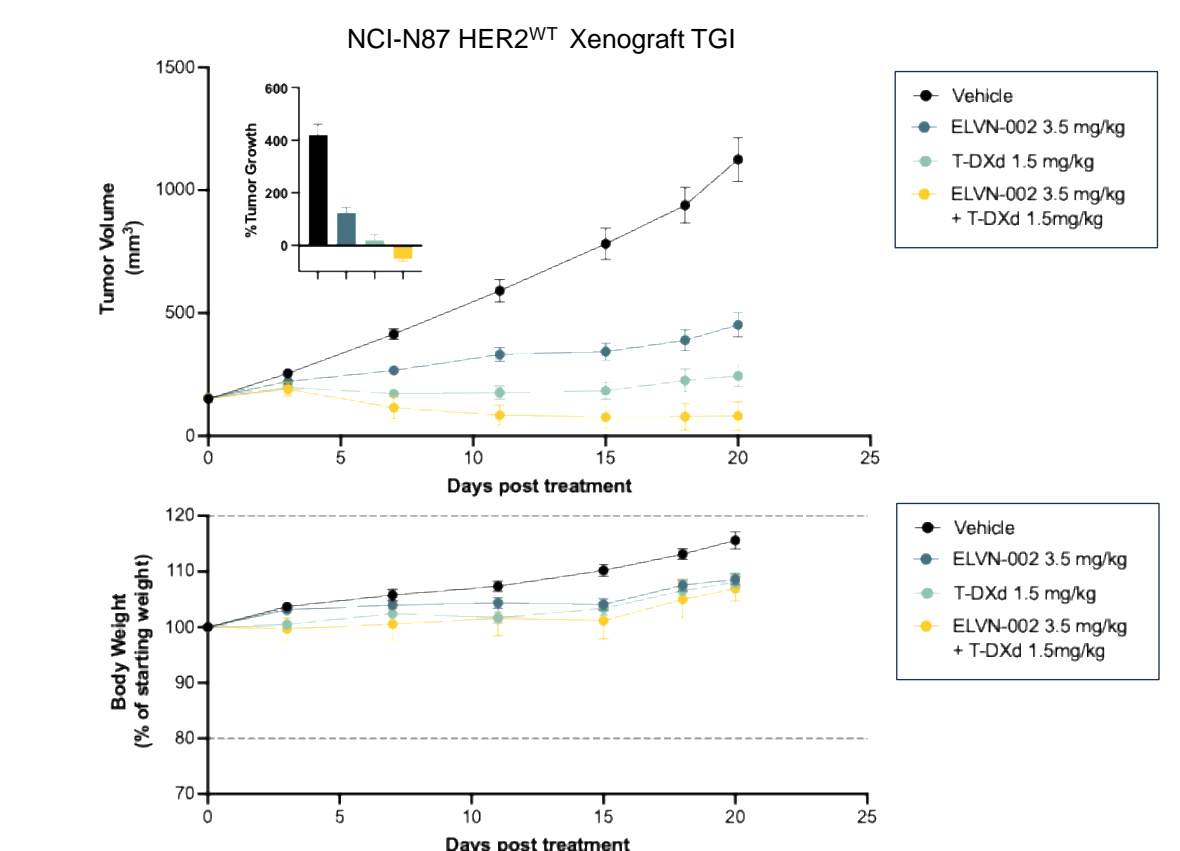 NCI-N87 HER2ᵂᵀ Xenograft TGI
1500
1000
500
0
Tumor Volume
(mm³)
600
400
200
0
%Tumor Growth
0
5
10
15
20
25
Days post treatment
Vehicle
ELVN-002 3.5 mg/kg
T-DXd 1.5 mg/kg
ELVN-002 3.5 mg/kg
+ T-DXd 1.5mg/kg
120
110
100
90
80
70
Body Weight
(% of starting weight)
0
5
10
15
20
25
Days post treatment
Vehicle
ELVN-002 3.5 mg/kg
T-DXd 1.5 mg/kg
ELVN-002 3.5 mg/kg
+ T-DXd 1.5mg/kg